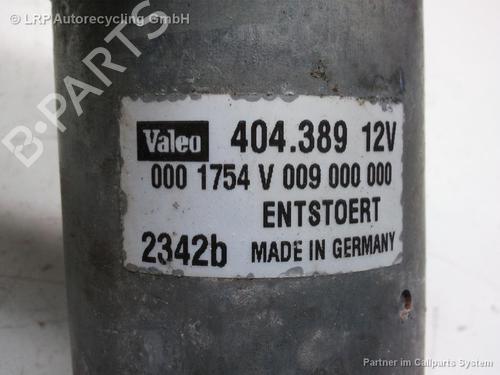 © LRP Autorecycling GmbH
B-PARTS
Valeo 404.389 12V
000 1754 V 009 000 000
ENTSTOERT
2342b MADE IN GERMANY
Partner im Callparts System